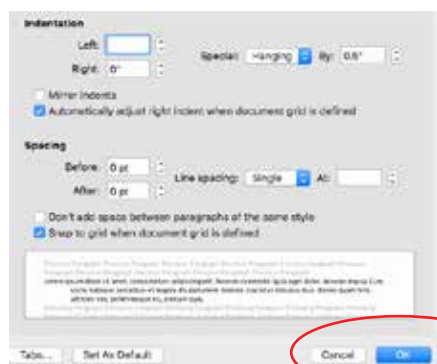 Indentation
Left:
Right: 0"
Special: Hanging By: 0.5"
Mirror indents
Automatically adjust right indent when document grid is defined
Spacing
Before: 0 pt
After: 0 pt
Line spacing: Single At:
Don't add space between paragraphs of the same style
Snap to grid when document grid is defined
Tabs... Set As Default Cancel OK